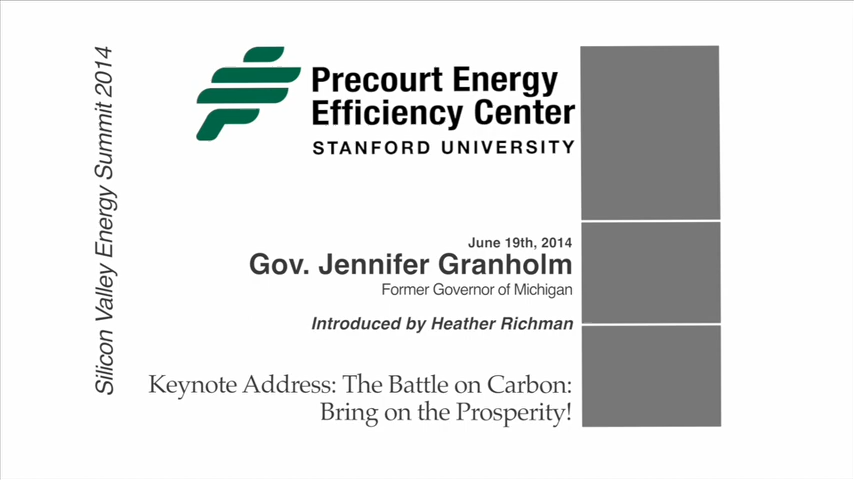 Silicon Valley Energy Summit 2014
Precourt Energy
Efficiency Center
STANFORD UNIVERSITY
June 19th, 2014
Gov. Jennifer Granholm
Former Governor of Michigan
Introduced by Heather Richman
Keynote Address: The Battle on Carbon:
Bring on the Prosperity!